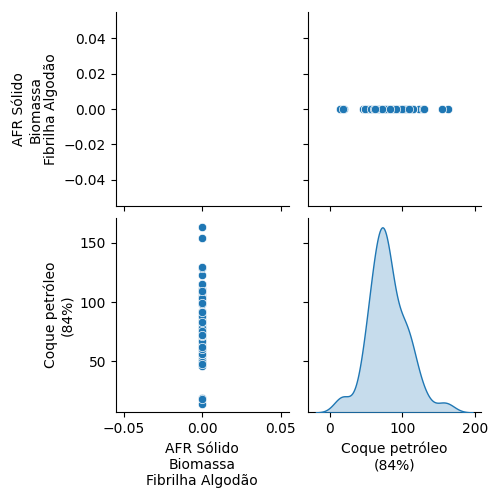 AFR Sólido
Biomassa
Fibrilha Algodão
0.04
0.02
0.00
−0.02
−0.04
Coque petróleo
(84%)
150
100
50
−0.05
0.00
0.05
AFR Sólido
Biomassa
Fibrilha Algodão
0
100
200
Coque petróleo
(84%)